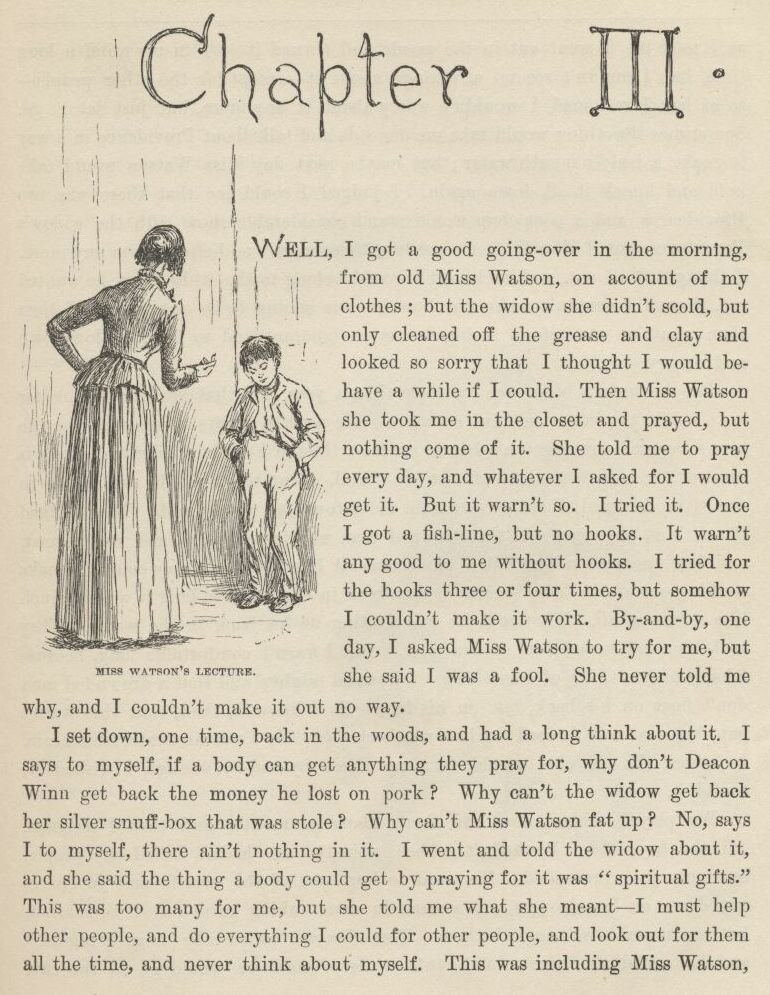 Chapter III.
WELL, I got a good going-over in the morning,
from old Miss Watson, on account of my
clothes ; but the widow she didn't scold, but
only cleaned off the grease and clay and
looked so sorry that I thought I would be-
have a while if I could. Then Miss Watson
she took me in the closet and prayed, but
nothing come of it. She told me to pray
every day, and whatever I asked for I would
get it. But it warn't so. I tried it. Once
I got a fish-line, but no hooks. It warn't
any good to me without hooks. I tried for
the hooks three or four times, but somehow
I couldn't make it work. By-and-by, one
day, I asked Miss Watson to try for me, but
she said I was a fool. She never told me
MISS WATSON'S LECTURE.
why, and I couldn't make it out no way.
I set down, one time, back in the woods, and had a long think about it. I
says to myself, if a body can get anything they pray for, why don't Deacon
Winn get back the money he lost on pork ? Why can't the widow get back
her silver snuff-box that was stole ? Why can't Miss Watson fat up ? No, says
I to myself, there ain't nothing in it. I went and told the widow about it,
and she said the thing a body could get by praying for it was "spiritual gifts."
This was too many for me, but she told me what she meant—I must help
other people, and do everything I could for other people, and look out for them
all the time, and never think about myself. This was including Miss Watson,